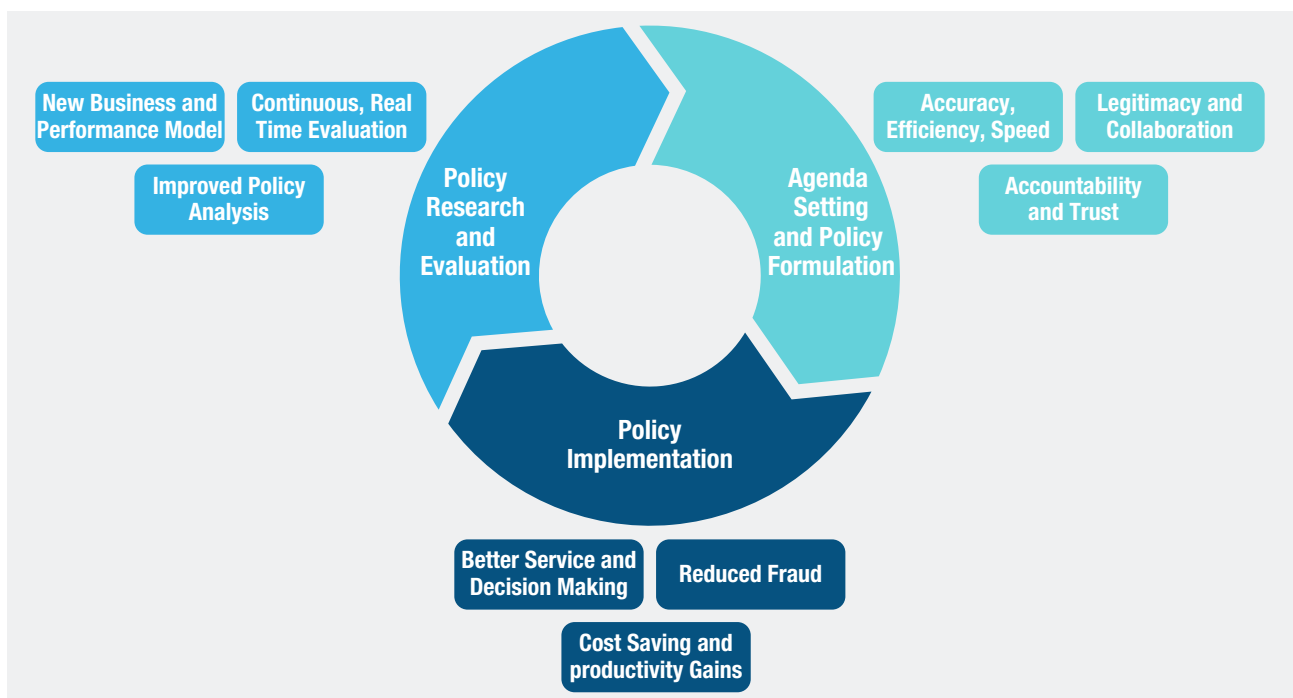 New Business and
Performance Model
Continuous, Real
Time Evaluation
Improved Policy
Analysis
Policy
Research
and
Evaluation
Agenda
Setting
and Policy
Formulation
Accuracy,
Efficiency, Speed
Legitimacy and
Collaboration
Accountability
and Trust
Policy
Implementation
Better Service and
Decision Making
Reduced Fraud
Cost Saving and
productivity Gains